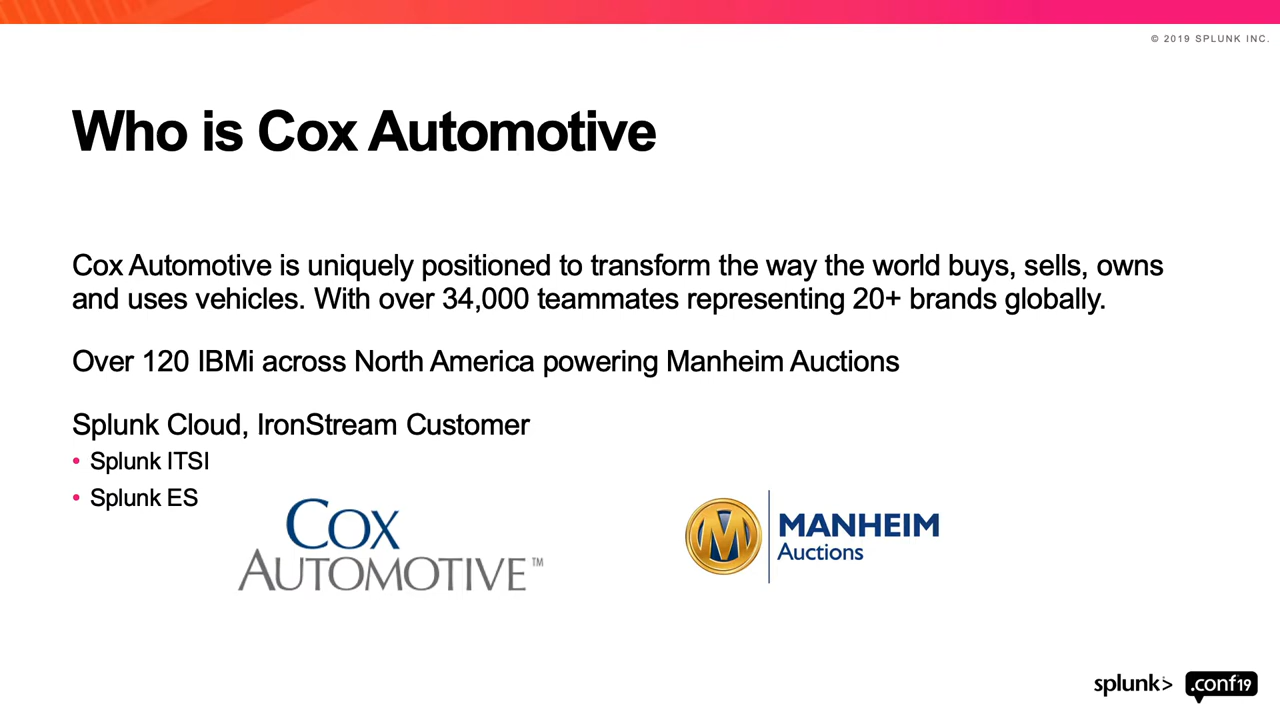 © 2019 SPLUNK INC.
Who is Cox Automotive
Cox Automotive is uniquely positioned to transform the way the world buys, sells, owns
and uses vehicles. With over 34,000 teammates representing 20+ brands globally.
Over 120 IBMi across North America powering Manheim Auctions
Splunk Cloud, IronStream Customer
• Splunk ITSI
• Splunk ES
COX
AUTOMOTIVE™
M MANHEIM
Auctions
splunk> .conf19